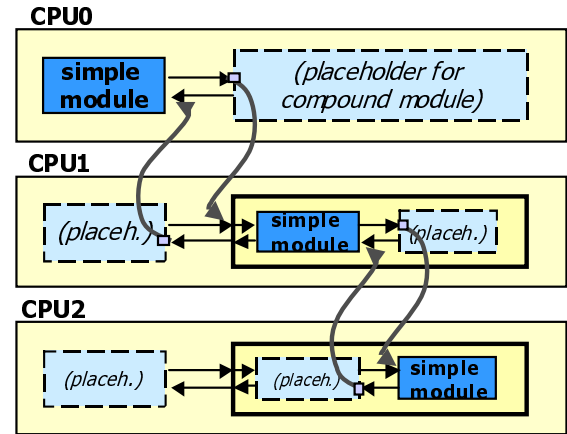 CPU0
simple
module
(placeholder for
compound module)
CPU1
(placeh.)
simple
module
(placeh.)
CPU2
(placeh.)
(placeh.)
simple
module